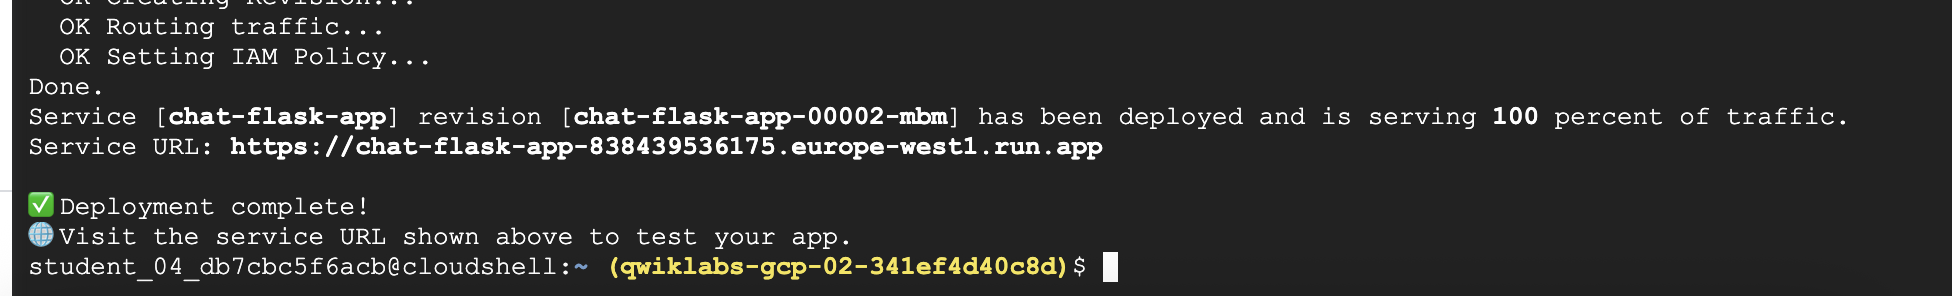 OK Creating Revision...
OK Routing traffic...
OK Setting IAM Policy...
Done.
Service [chat-flask-app] revision [chat-flask-app-00002-mbm] has been deployed and is serving 100 percent of traffic.
Service URL: https://chat-flask-app-838439536175.europe-west1.run.app
✅ Deployment complete!
🌐 Visit the service URL shown above to test your app.
student_04_db7cbc5f6acb@cloudshell:~ (qwiklabs-gcp-02-341ef4d40c8d)$